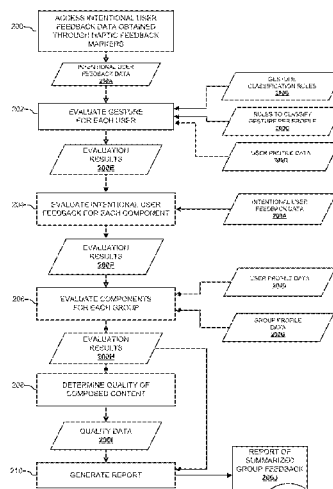 200
ACCESS INTENTIONAL USER
FEEDBACK DATA OBTAINED
THROUGH HAPTIC FEEDBACK
MARKERS
INTENTIONAL USER
FEEDBACK DATA
202
EVALUATE GESTURE
FOR EACH USER
GESTURE
CLASSIFICATION RULES
RULES TO CLASSIFY
GESTURE PER PROFILE
USER PROFILE DATA
EVALUATION
RESULTS
204
EVALUATE INTENTIONAL USER
FEEDBACK FOR EACH COMPONENT
INTENTIONAL USER
FEEDBACK DATA
EVALUATION
RESULTS
206
EVALUATE COMPONENTS
FOR EACH GROUP
USER PROFILE DATA
GROUP PROFILE
DATA
EVALUATION
RESULTS
208
DETERMINE QUALITY OF
COMPOSED CONTENT
QUALITY DATA
210
GENERATE REPORT
REPORT OF
SUMMARIZED
GROUP FEEDBACK